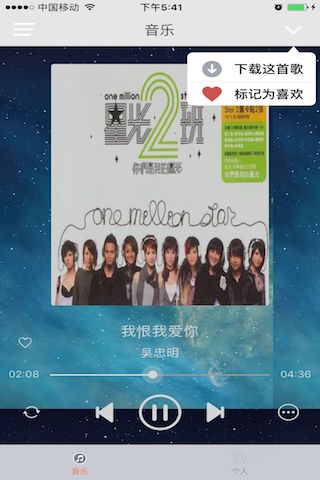 中国移动 下午5:41
音乐
下载这首歌
标记为喜欢
one million star
星光2班
你們是我的星光
one million star
我恨我爱你
吴忠明
02:08
04:36
音乐
个人